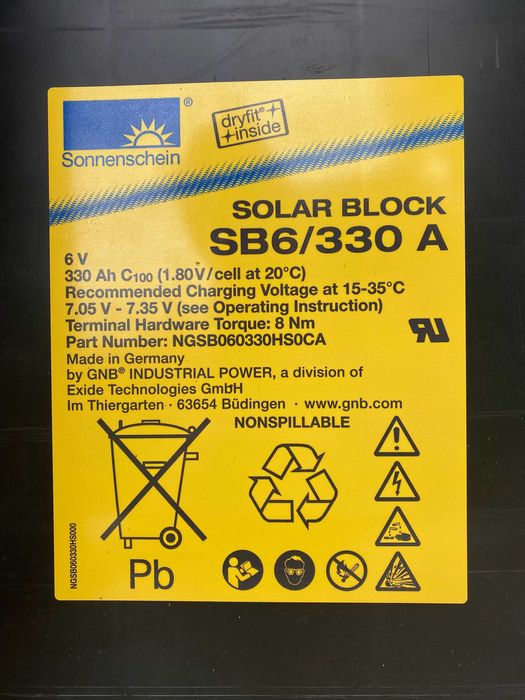 ®
dryfit®
inside
Sonnenschein
SOLAR BLOCK
SB6/330 A
6 V
330 Ah C100 (1.80V/cell at 20°C)
Recommended Charging Voltage at 15-35°C
7.05 V - 7.35 V (see Operating Instruction)
Terminal Hardware Torque: 8 Nm
Part Number: NGSB060330HS0CA
Made in Germany
by GNB® INDUSTRIAL POWER, a division of
Exide Technologies GmbH
Im Thiergarten · 63654 Büdingen · www.gnb.com
NONSPILLABLE
Pb
NGSB060330HS000